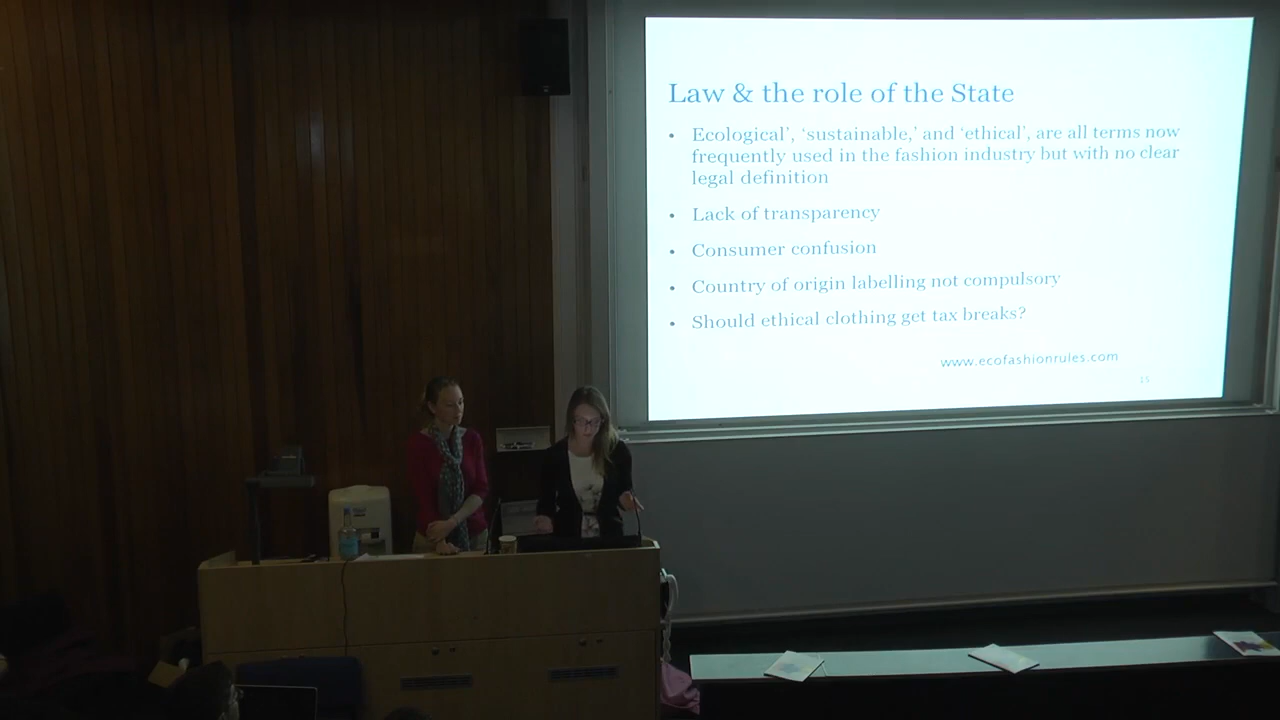 Law & the role of the State
• Ecological’, ‘sustainable,’ and ‘ethical’, are all terms now
frequently used in the fashion industry but with no clear
legal definition
• Lack of transparency
• Consumer confusion
• Country of origin labelling not compulsory
• Should ethical clothing get tax breaks?
www.ecofashionrules.com
15